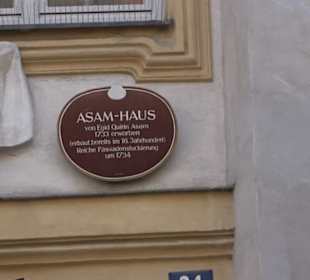 ASAM-HAUS
von Egid Quirin Asam
1733 erworben
(erbaut bereits im 16. Jahrhundert)
Reiche Fassadenstuckierung
um 1734